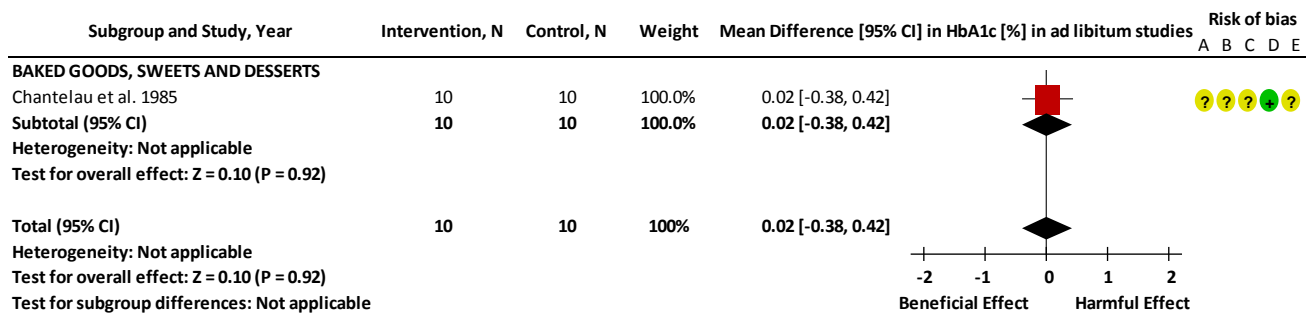 Subgroup and Study, Year Intervention, N Control, N Weight Mean Difference [95% CI] in HbA1c [%] in ad libitum studies Risk of bias
A B C D E
BAKED GOODS, SWEETS AND DESSERTS
Chantelau et al. 1985 10 10 100.0% 0.02 [-0.38, 0.42] ? ? ? + ?
Subtotal (95% CI) 10 10 100.0% 0.02 [-0.38, 0.42]
Heterogeneity: Not applicable
Test for overall effect: Z = 0.10 (P = 0.92)
Total (95% CI) 10 10 100% 0.02 [-0.38, 0.42]
Heterogeneity: Not applicable
Test for overall effect: Z = 0.10 (P = 0.92) -2 -1 0 1 2
Test for subgroup differences: Not applicable Beneficial Effect Harmful Effect